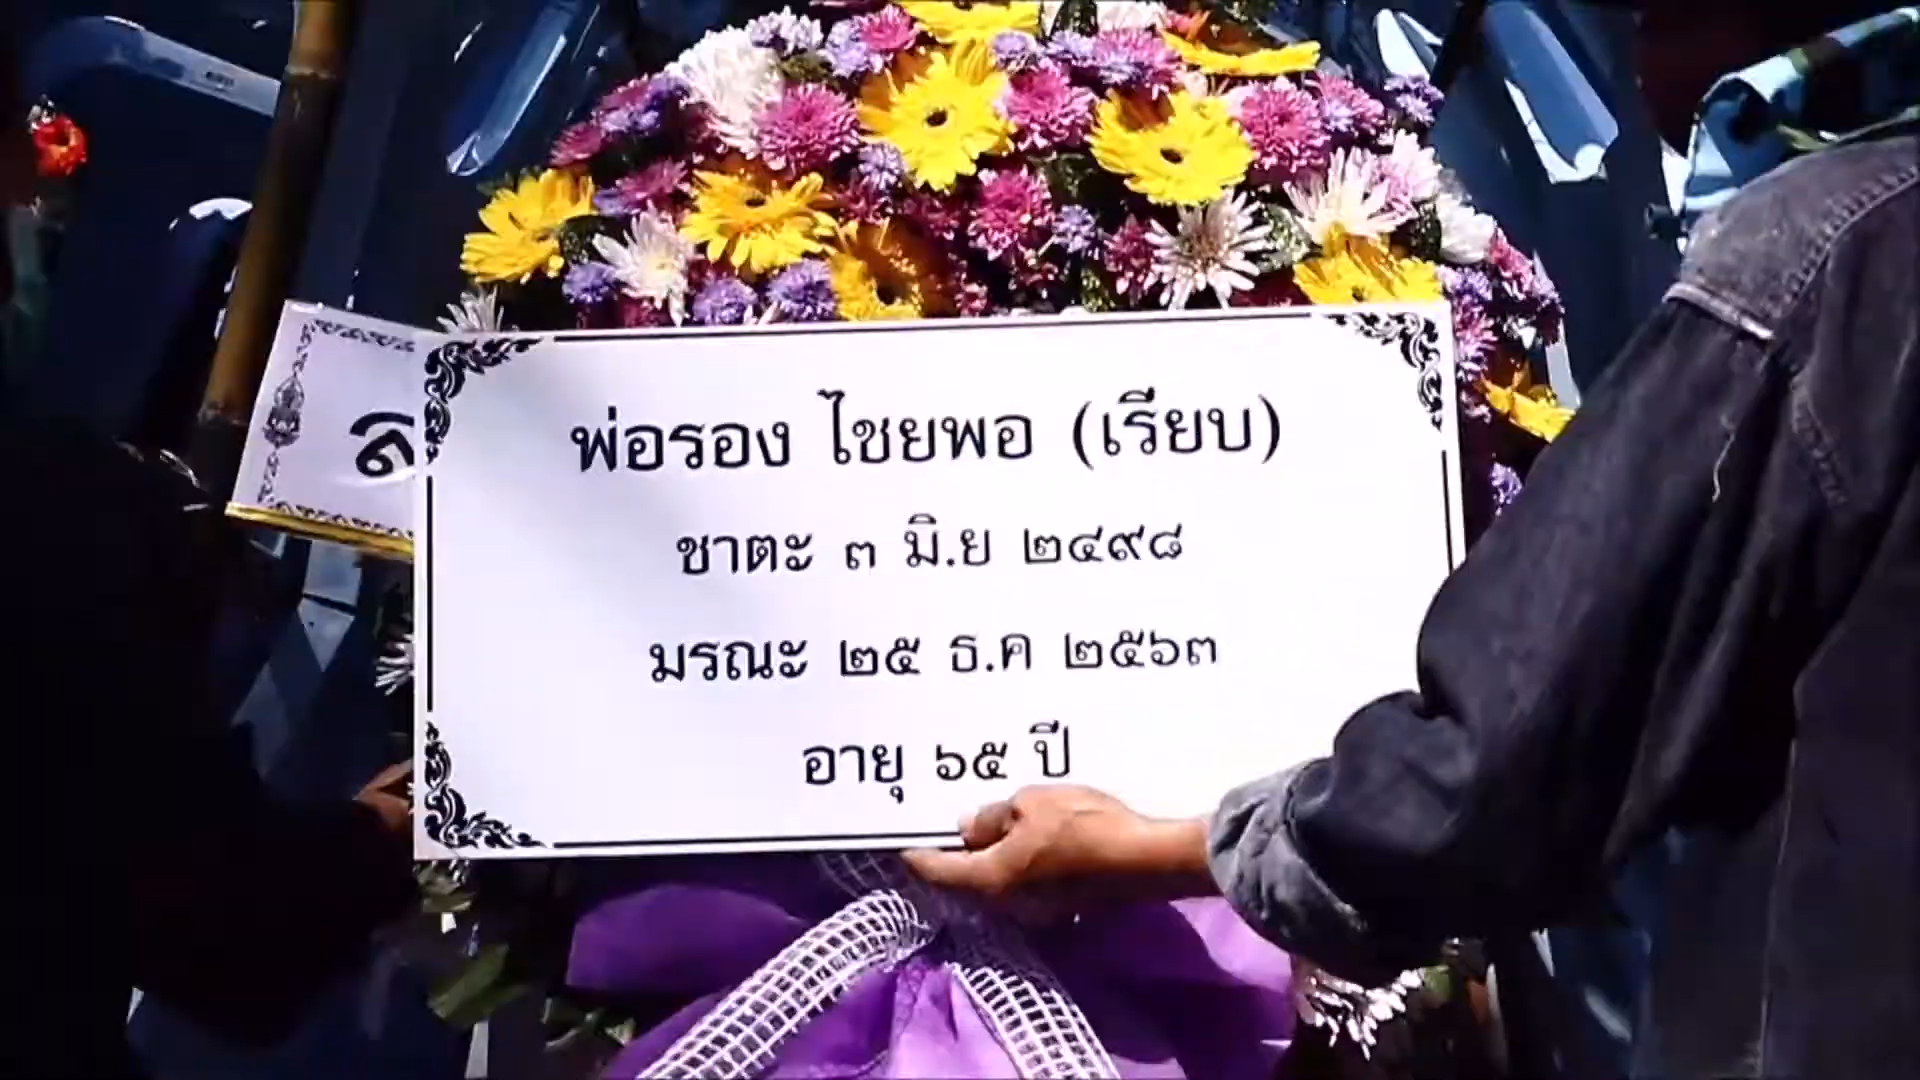 พ่อรอง ไชยพอ (เรียบ)
ชาตะ ๓ มิ.ย ๒๔๙๘
มรณะ ๒๕ ธ.ค ๒๕๖๓
อายุ ๖๕ ปี